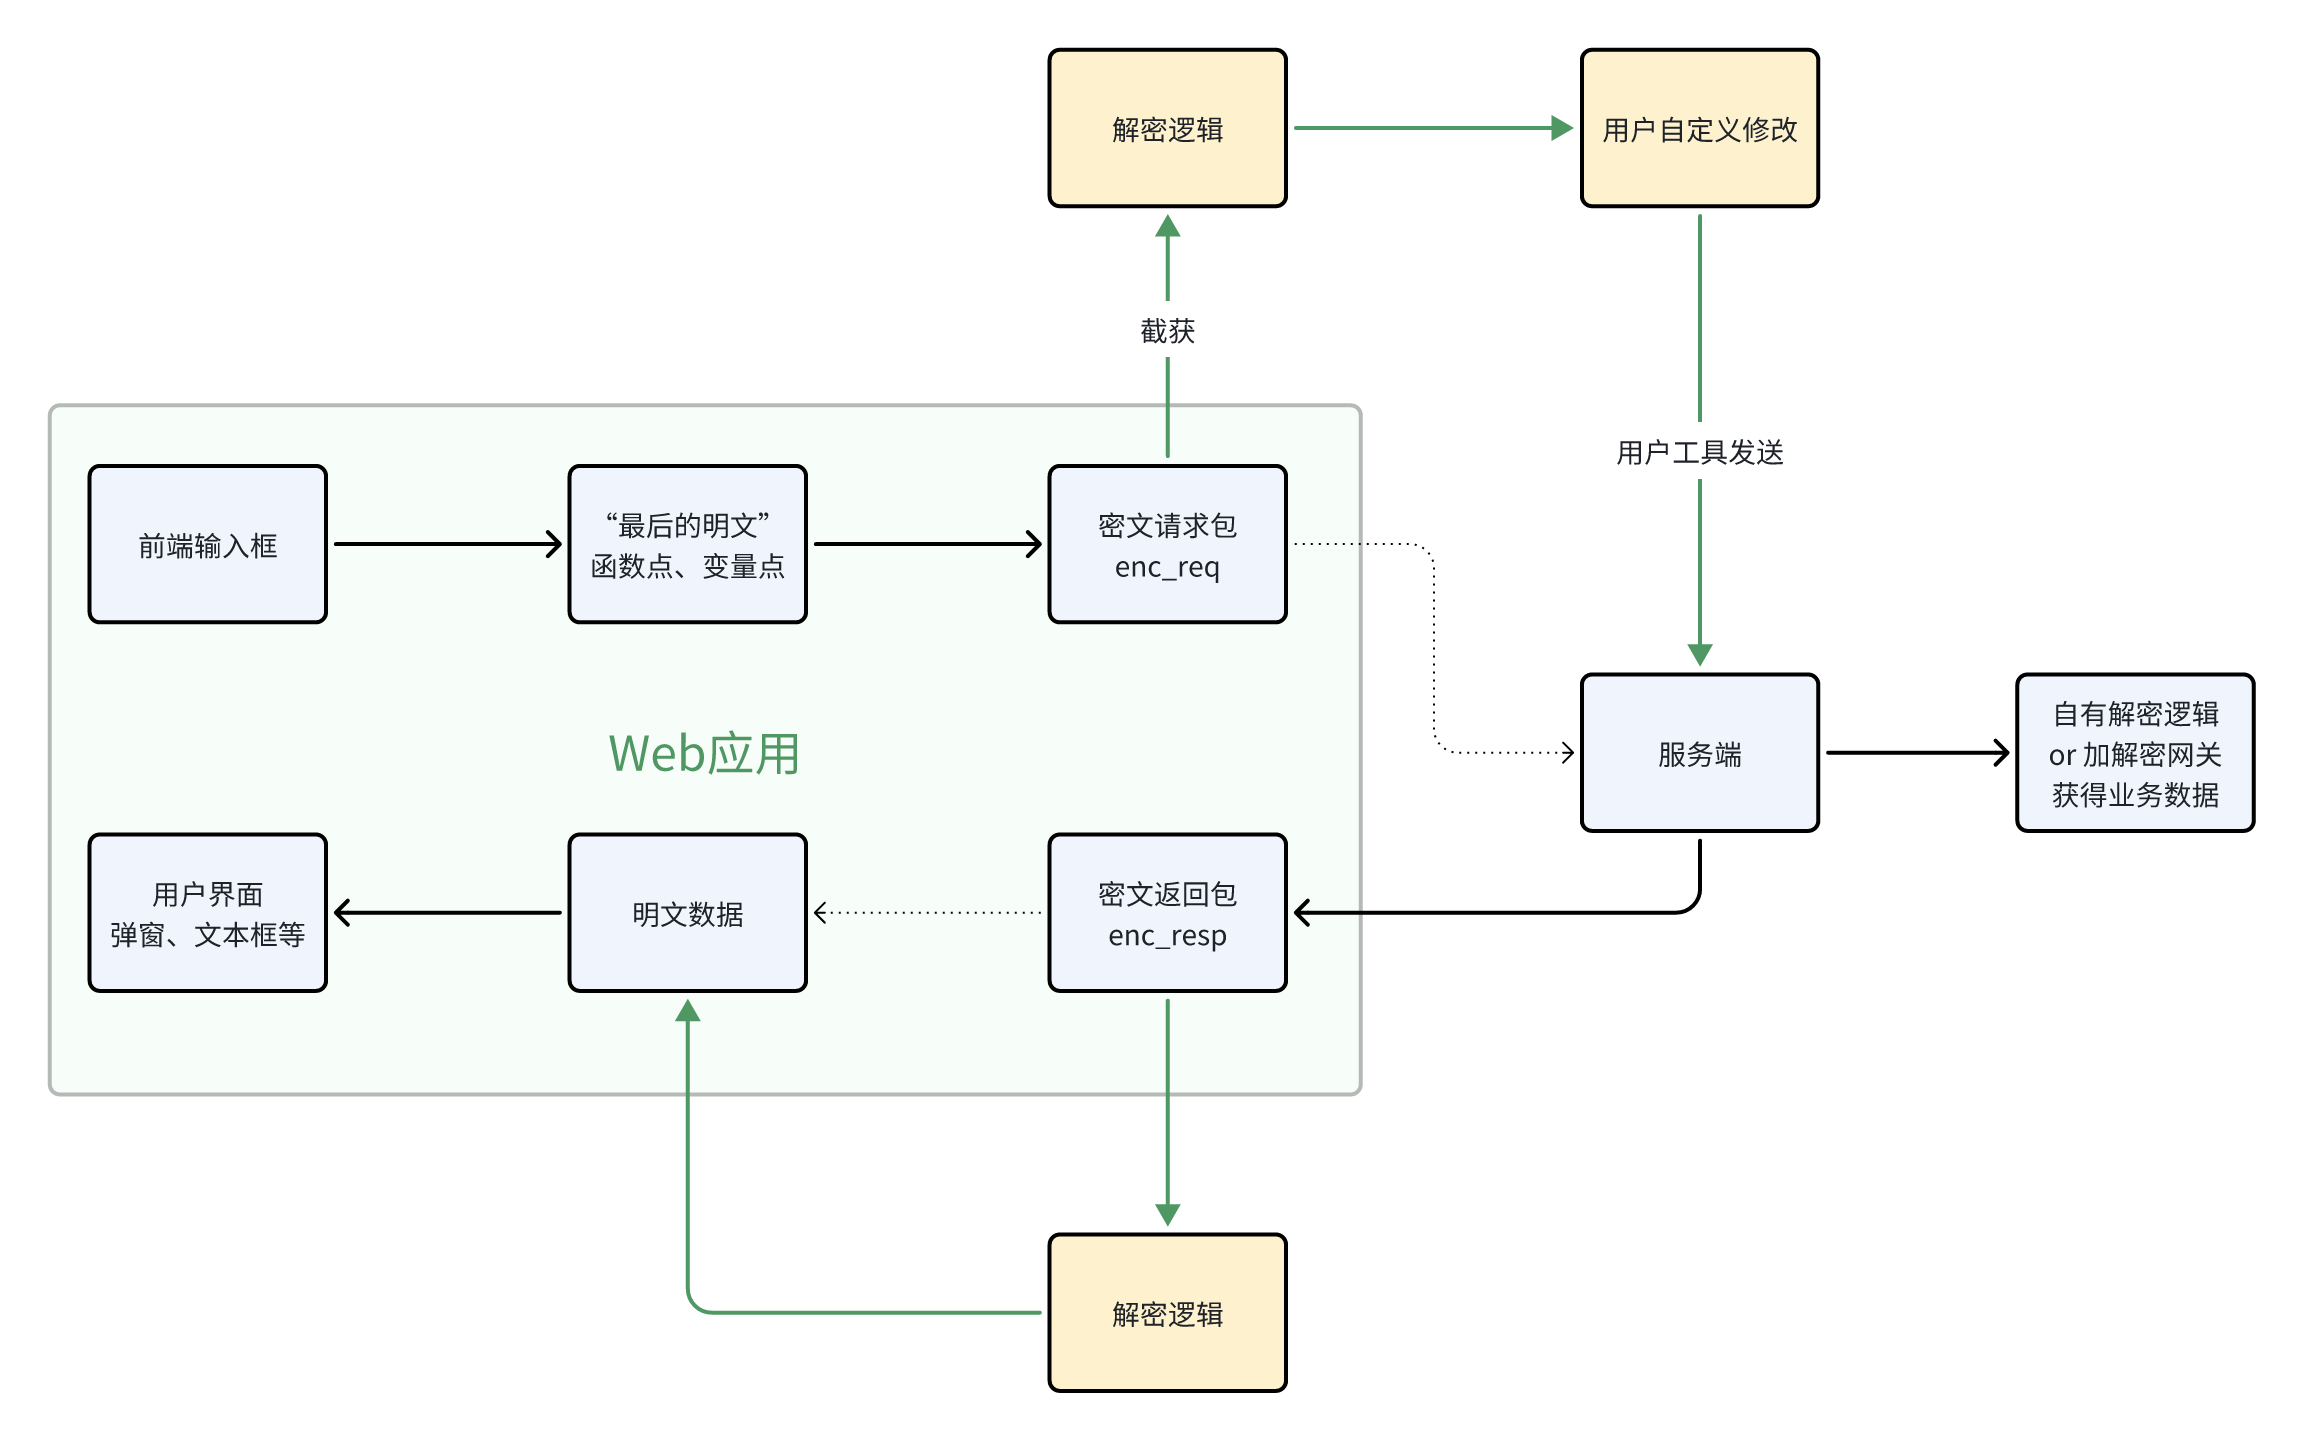 解密逻辑
用户自定义修改
截获
用户工具发送
前端输入框
“最后的明文”
函数点、变量点
密文请求包
enc_req
Web应用
服务端
自有解密逻辑
or 加解密网关
获得业务数据
用户界面
弹窗、文本框等
明文数据
密文返回包
enc_resp
解密逻辑